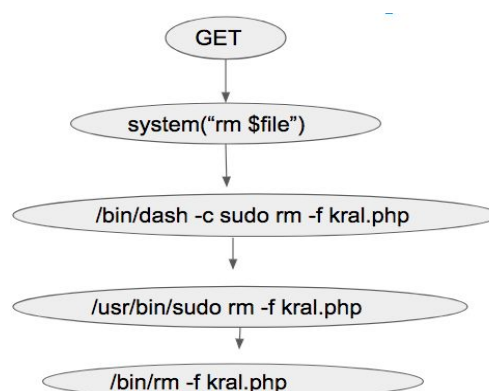 GET
system(“rm $file”)
/bin/dash -c sudo rm -f kral.php
/usr/bin/sudo rm -f kral.php
/bin/rm -f kral.php